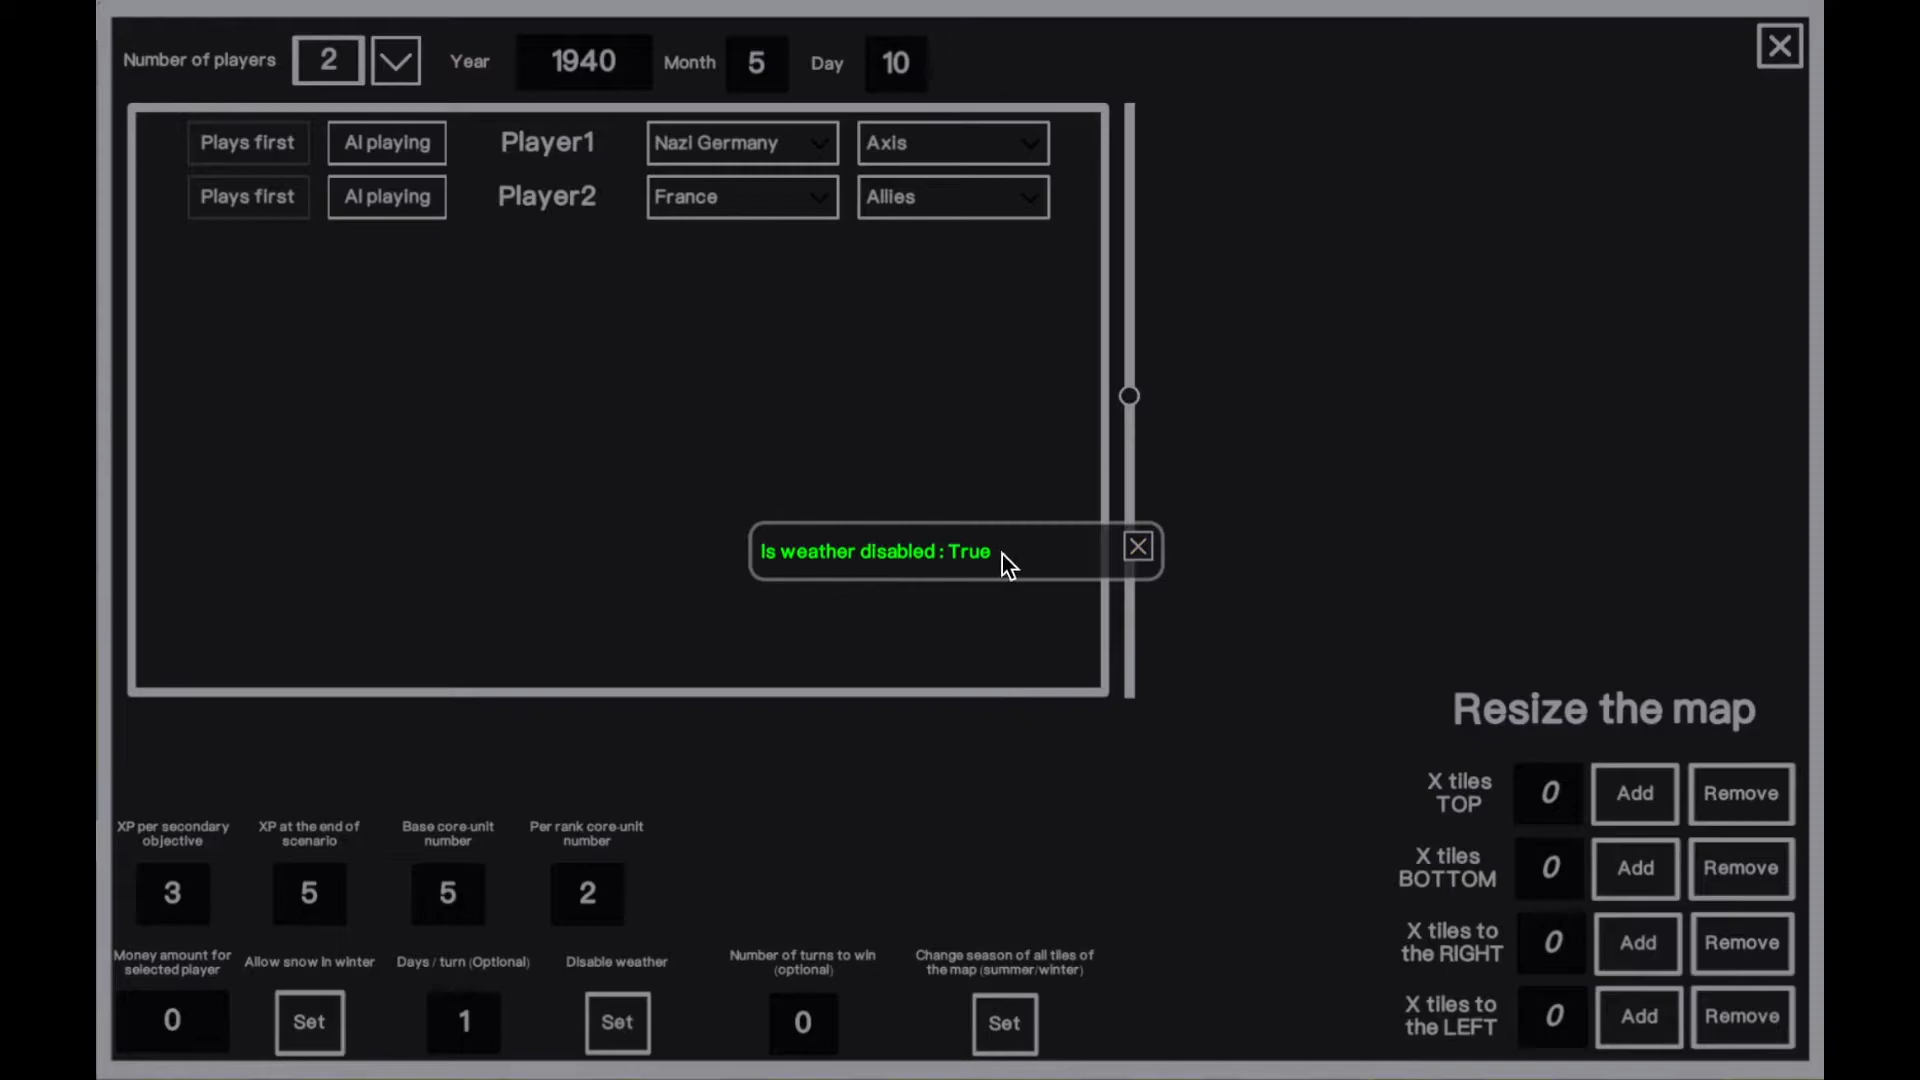 Number of players 2 Year 1940 Month 5 Day 10
Plays first AI playing Player1 Nazi Germany Axis
Plays first AI playing Player2 France Allies
Is weather disabled : True
Resize the map
X tiles
TOP
0 Add Remove
X tiles
BOTTOM
0 Add Remove
X tiles to
the RIGHT
0 Add Remove
X tiles to
the LEFT
0 Add Remove
XP per secondary
objective
3
XP at the end of
scenario
5
Base core-unit
number
5
Per rank core-unit
number
2
Money amount for
selected player
0
Allow snow in winter
Set
Days / turn (Optional)
1
Disable weather
Set
Number of turns to win
(optional)
0
Change season of all tiles of
the map (summer/winter)
Set